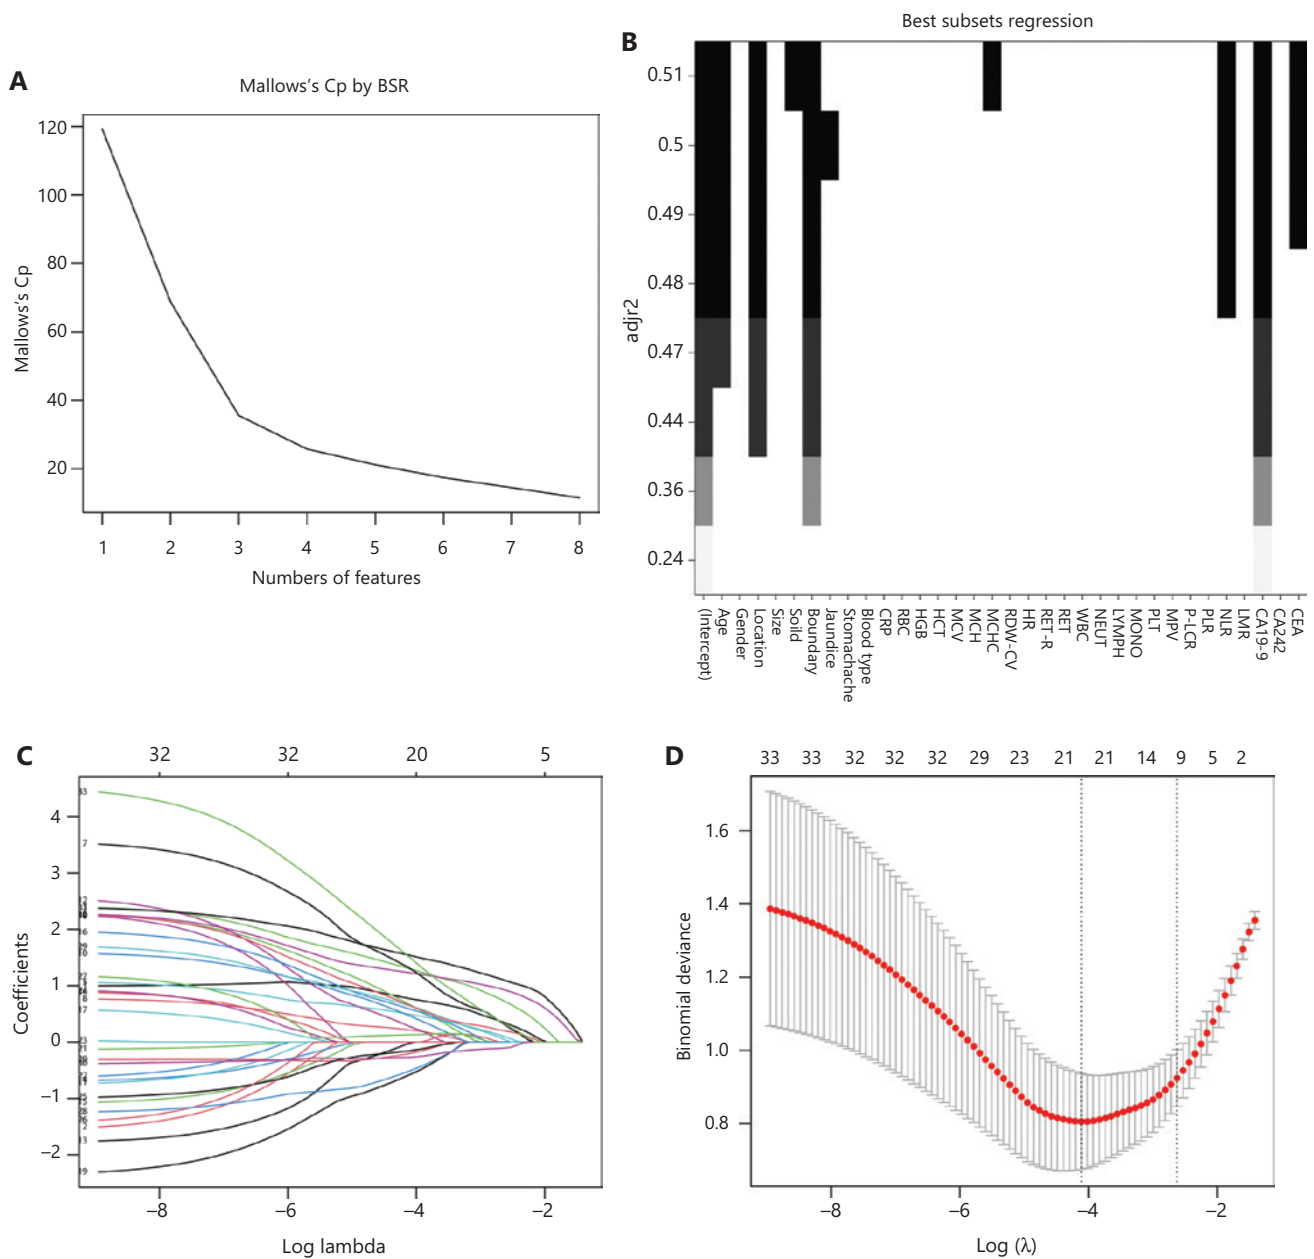 A
Mallows's Cp by BSR
120
100
80
60
40
20
Mallows's Cp
1 2 3 4 5 6 7 8
Numbers of features
B
Best subsets regression
0.51
0.5
0.49
0.48
0.47
0.44
0.36
0.24
adjr2
(Intercept)
Age
Gender
Location
Size
Soild
Boundary
Jaundice
Stomachache
Blood type
CRP
RBC
HGB
HCT
MCV
MCH
MCHC
RDW-CV
HR
RET-R
RET
WBC
NEUT
LYMPH
MONO
PLT
MPV
P-LCR
PLR
NLR
LMR
CA19-9
CA242
CEA
C
32 32 20 5
4
3
2
1
0
−1
−2
Coefficients
33
7
−8 −6 −4 −2
Log lambda
D
33 33 32 32 32 29 23 21 21 14 9 5 2
1.6
1.4
1.2
1.0
0.8
Binomial deviance
−8 −6 −4 −2
Log (λ)